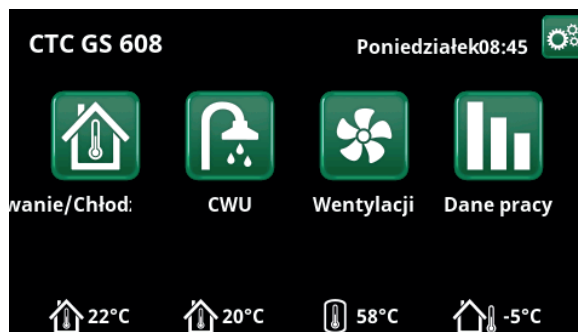 CTC GS 608 Poniedziałek08:45
wanie/Chłod: CWU Wentylacji Dane pracy
22°C 20°C 58°C -5°C